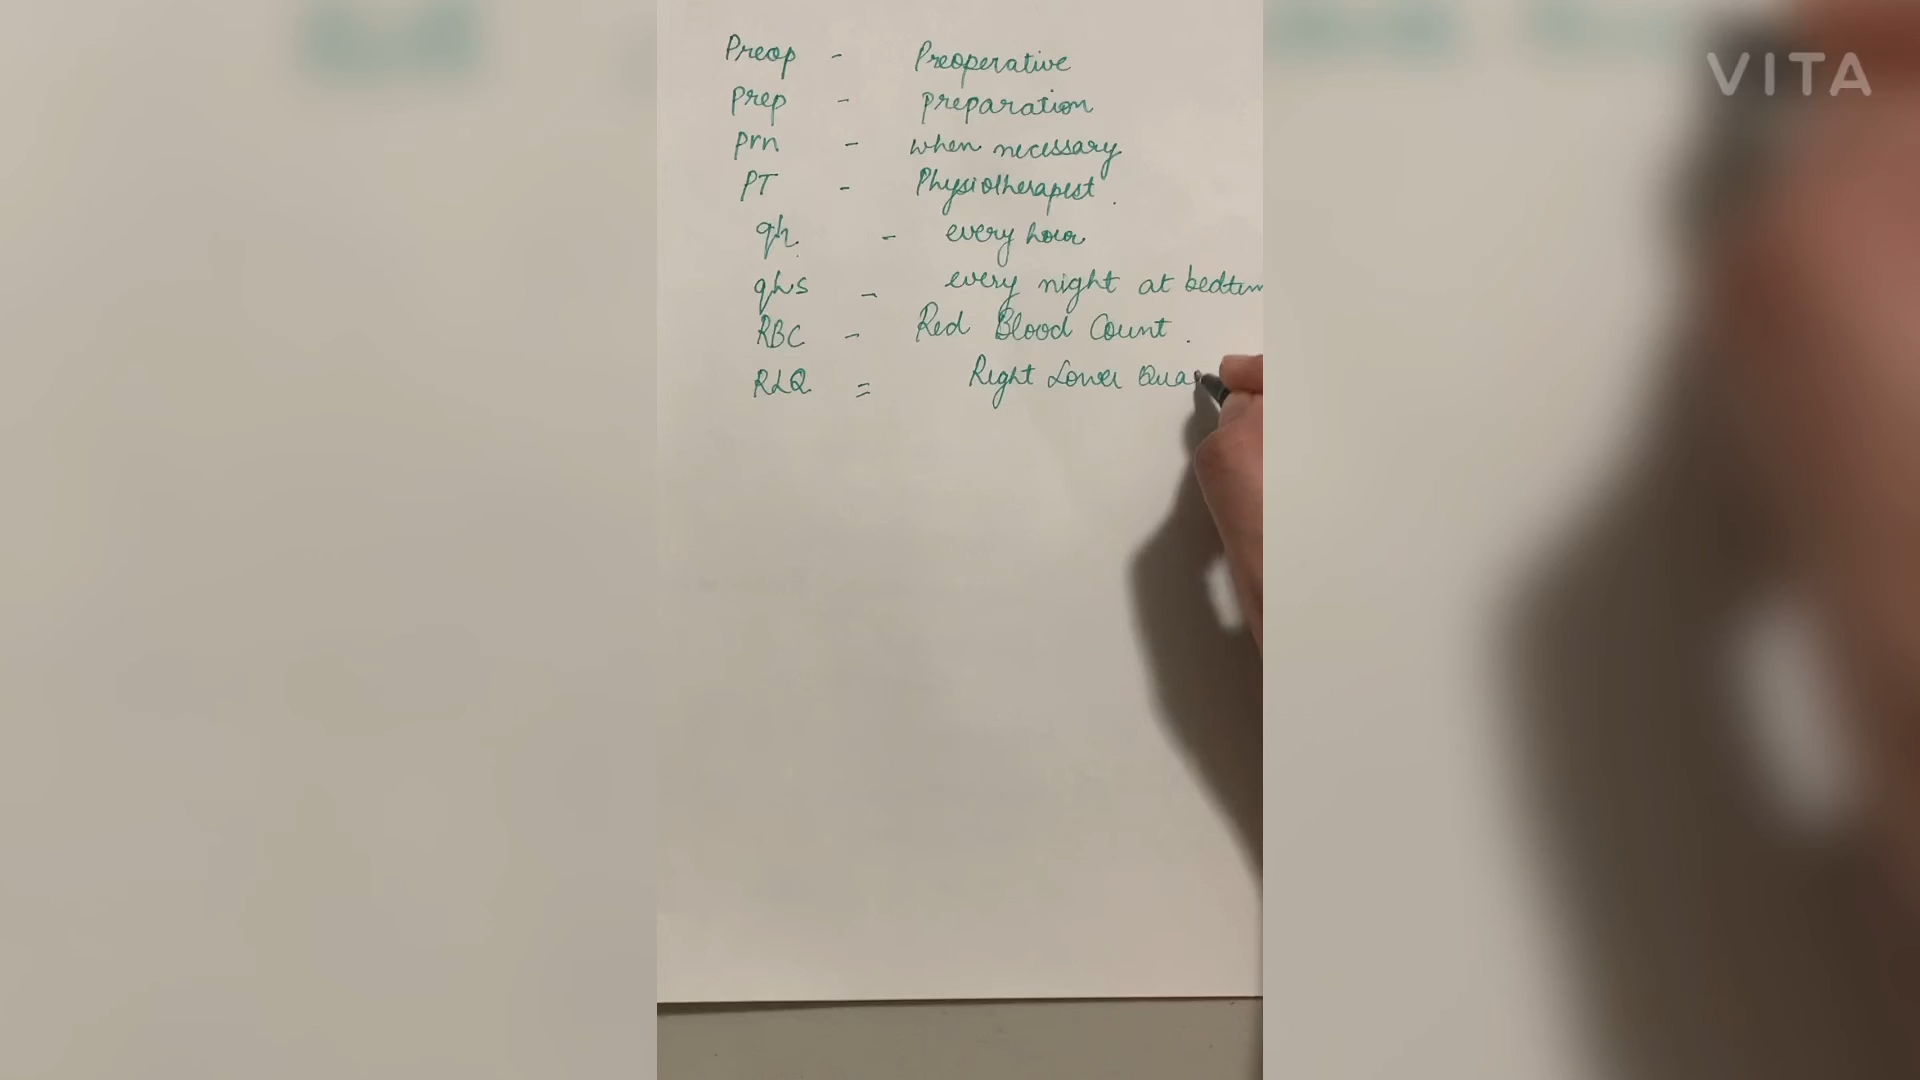 VITA
Preop - Preoperative
Prep - preparation
prn - when necessary
PT - Physiotherapist.
qh - every hour
qhs - every night at bedtim
RBC - Red Blood Count.
RLQ = Right Lower Qua